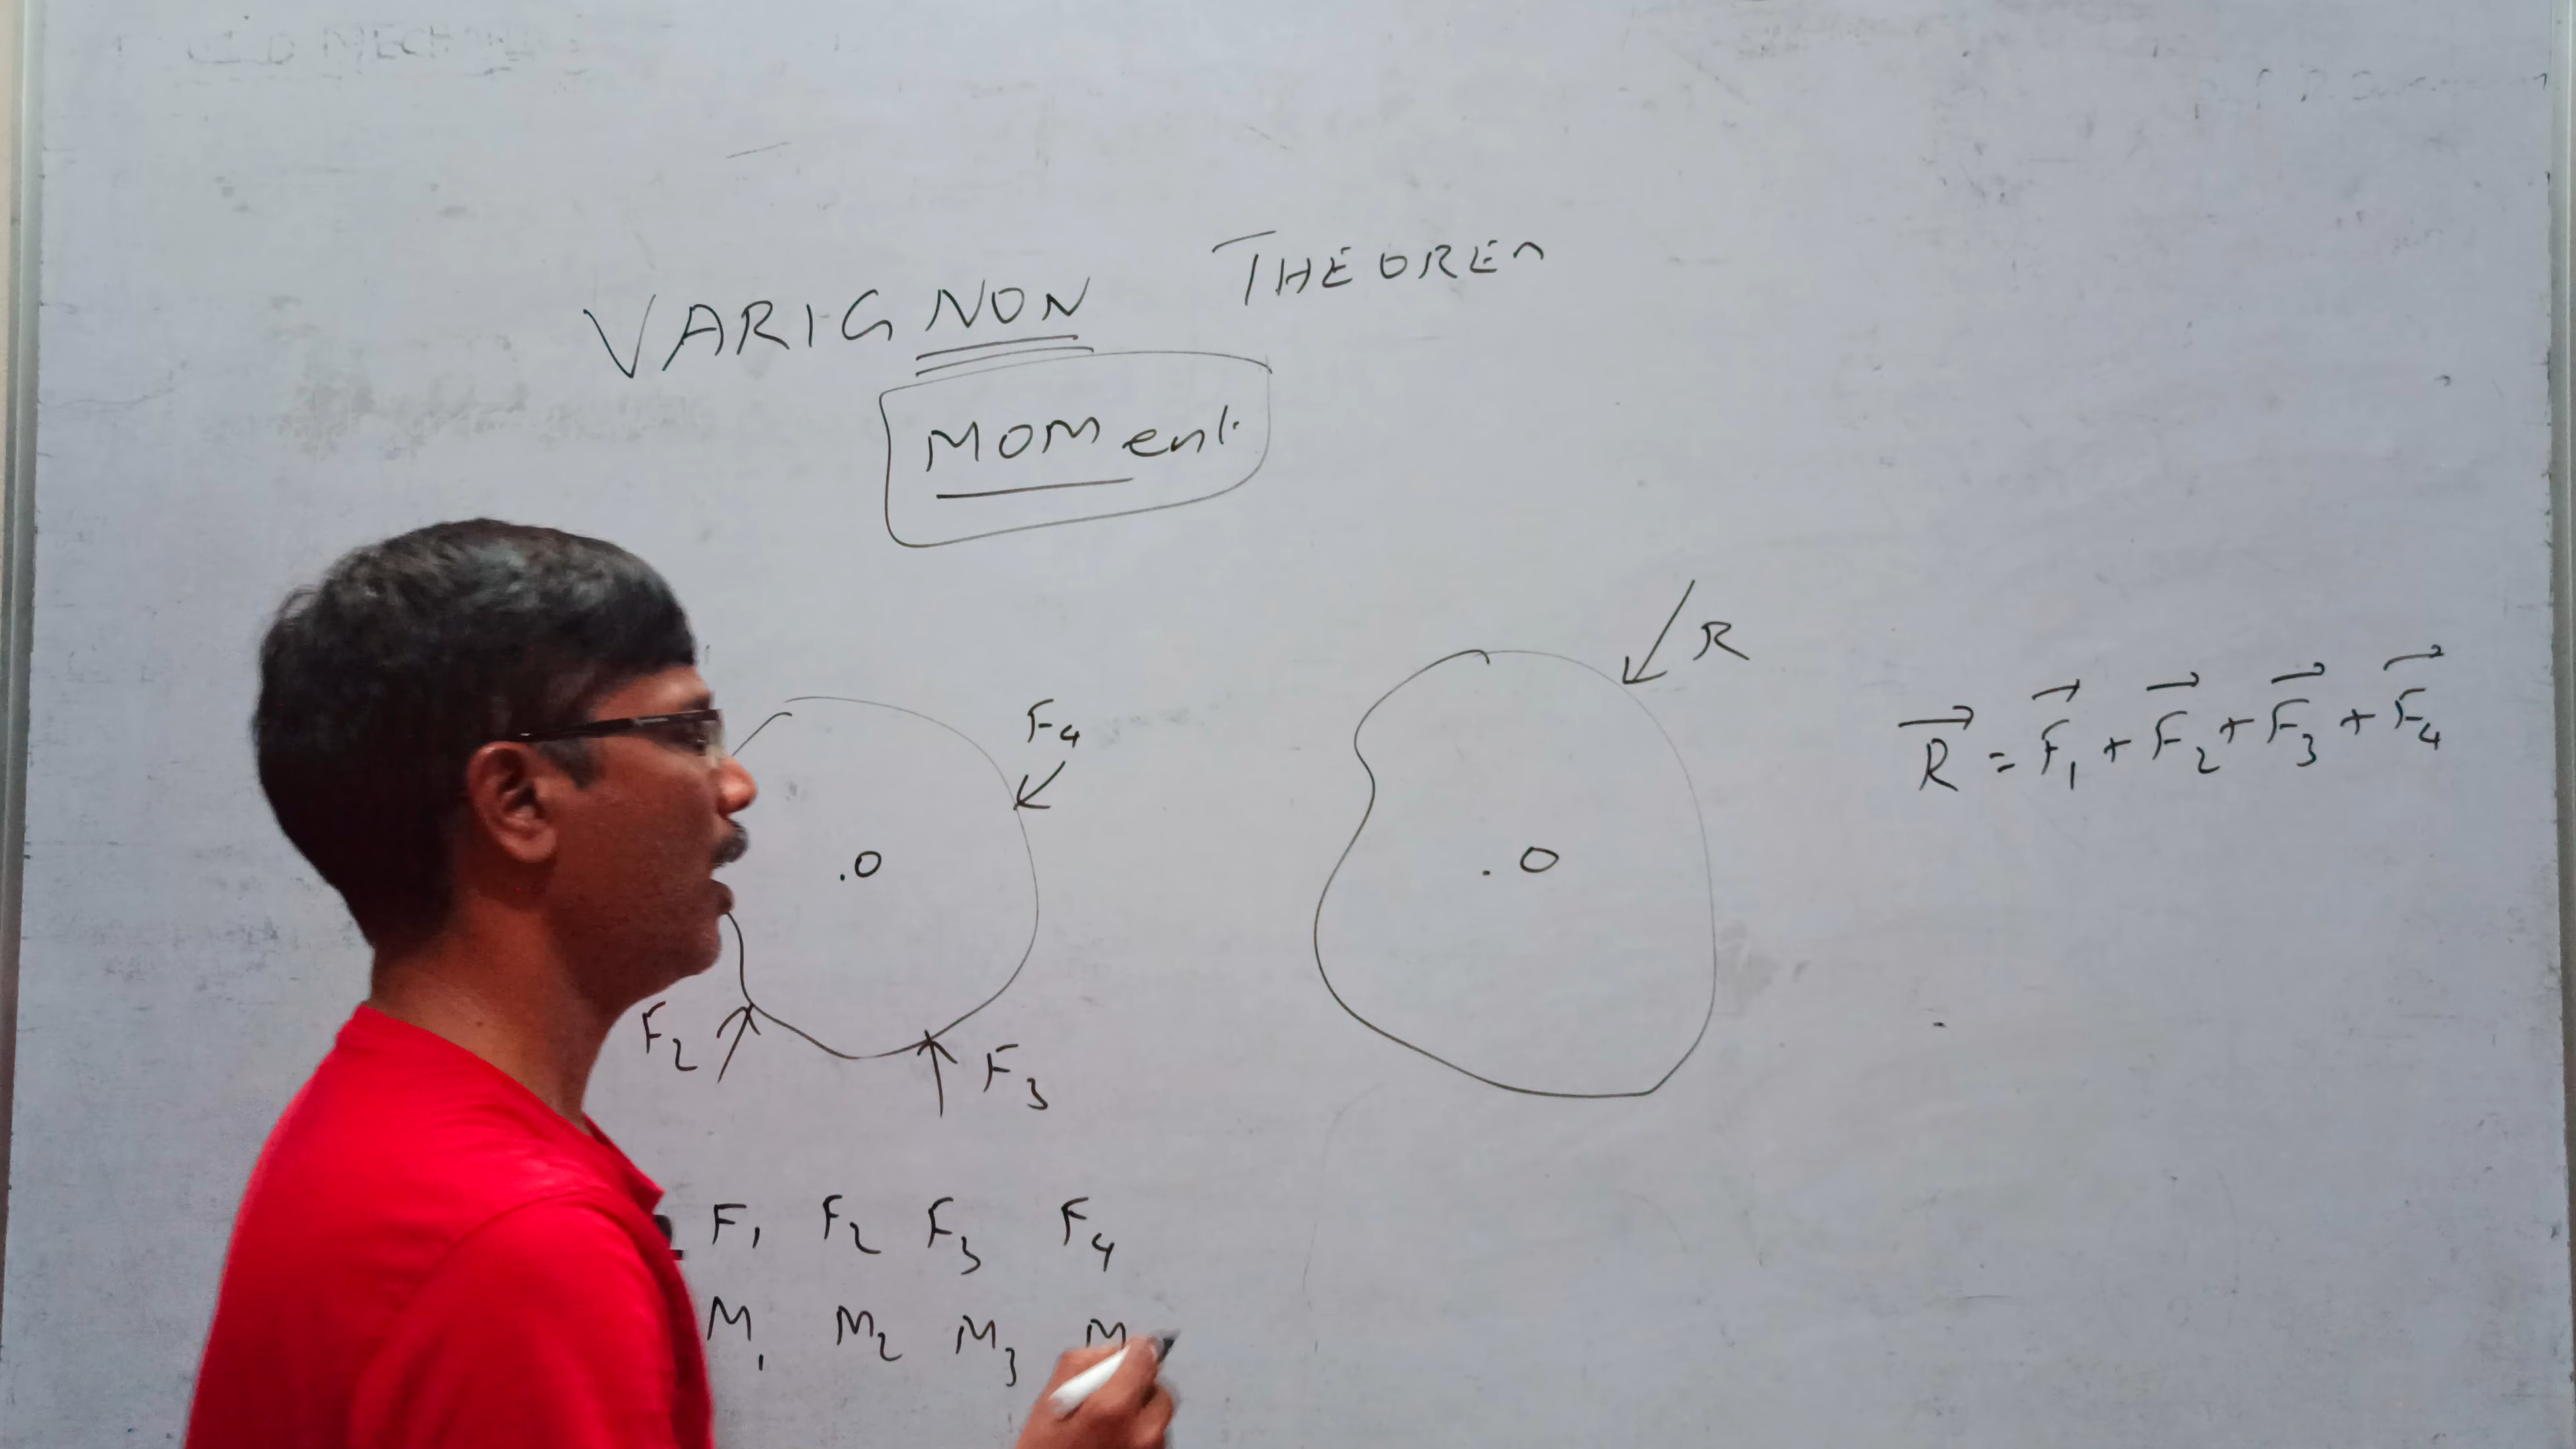 VARIGNON THEOREM
MOMent
R
F4
R = F1 + F2 + F3 + F4
.O
. O
F2
F3
F1 F2 F3 F4
M1 M2 M3 M